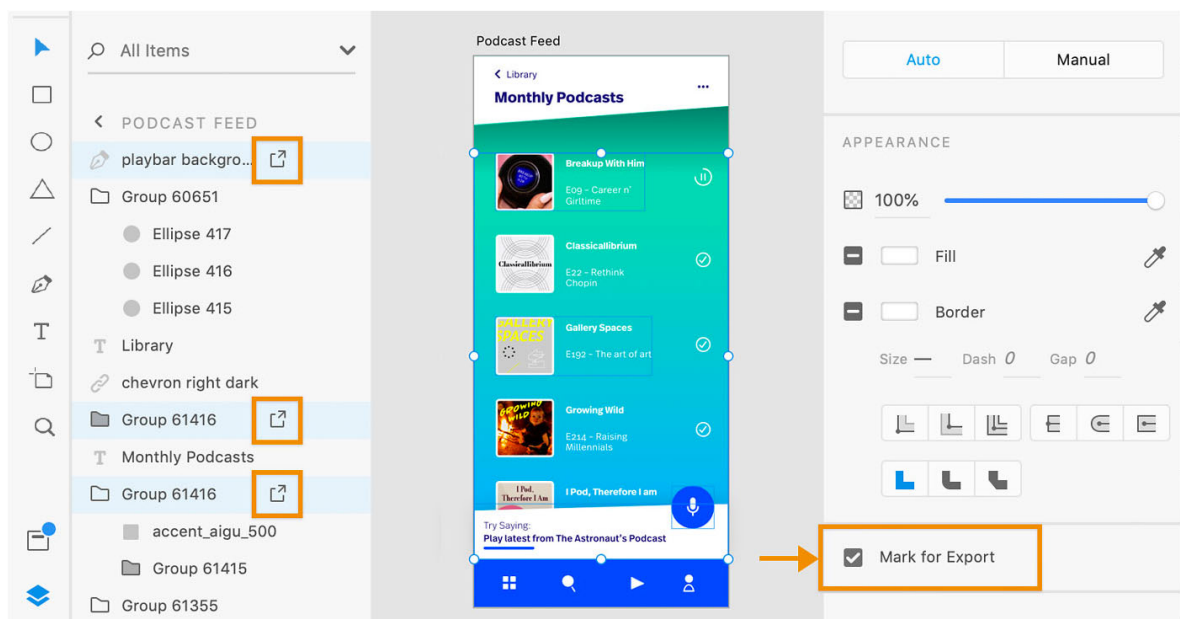 All Items
PODCAST FEED
playbar backgro...
Group 60651
Ellipse 417
Ellipse 416
Ellipse 415
T Library
chevron right dark
Group 61416
T Monthly Podcasts
Group 61416
accent_aigu_500
Group 61415
Group 61355
T
Podcast Feed
Library
Monthly Podcasts
Breakup With Him
E09 - Career n'
Girltime
Classicallibrium
Classicallibrium
E22 - Rethink
Chopin
GALLERY
SPACES
Gallery Spaces
E192 - The art of art
GROWING
WILD
Growing Wild
E214 - Raising
Millennials
I Pod,
Therefore I Am
I Pod, Therefore I am
Try Saying:
Play latest from The Astronaut's Podcast
Auto
Manual
APPEARANCE
100%
Fill
Border
Size — Dash 0 Gap 0
Mark for Export